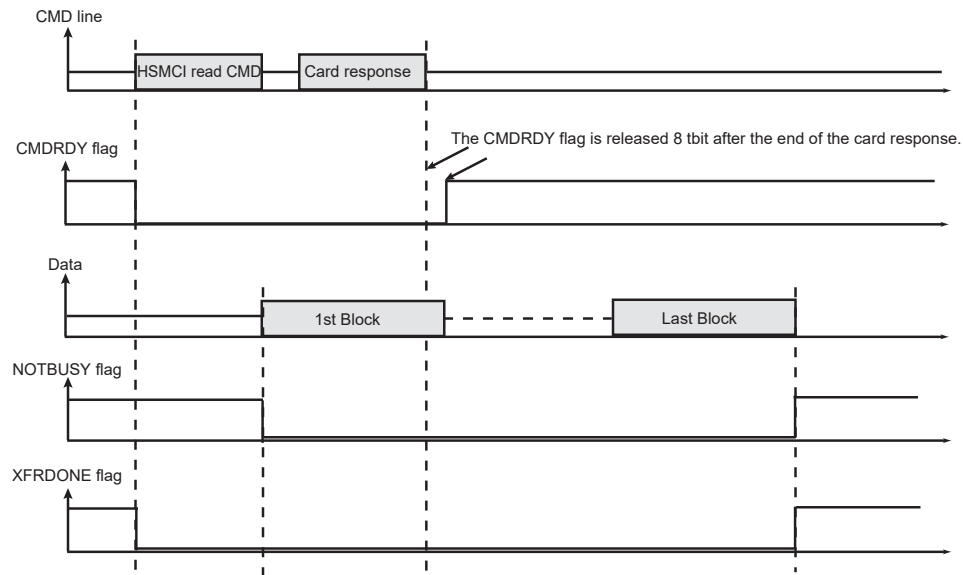 CMD line
HSMCI read CMD
Card response
The CMDRDY flag is released 8 tbit after the end of the card response.
CMDRDY flag
Data
1st Block
Last Block
NOTBUSY flag
XFRDONE flag